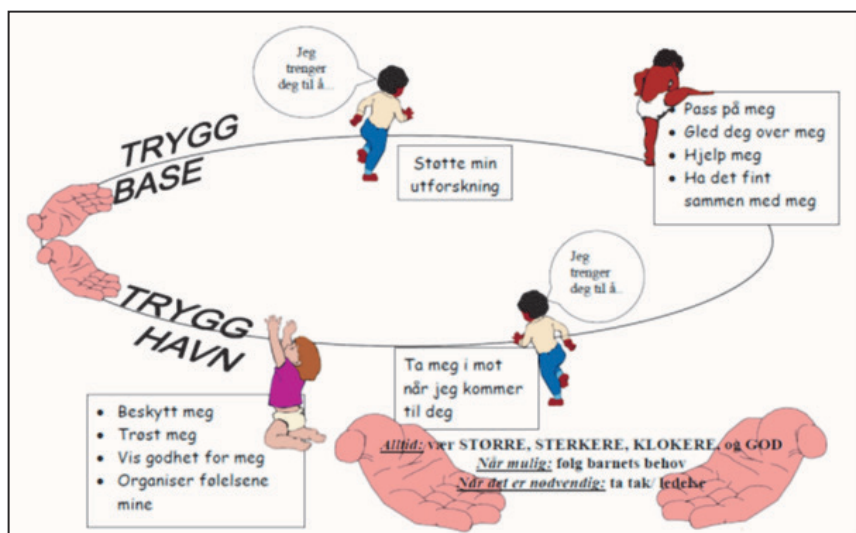 Jeg
trenger
deg til å...
TRYGG
BASE
Støtte min
utforskning
• Pass på meg
• Gled deg over meg
• Hjelp meg
• Ha det fint
sammen med meg
Jeg
trenger
deg til å..
TRYGG
HAVN
Ta meg i mot
når jeg kommer
til deg
• Beskytt meg
• Trøst meg
• Vis godhet for meg
• Organiser følelsene
mine
Alltid: vær STØRRE, STERKERE, KLOKERE, og GOD
Når mulig: følg barnets behov
Når det er nødvendig: ta tak/ ledelse